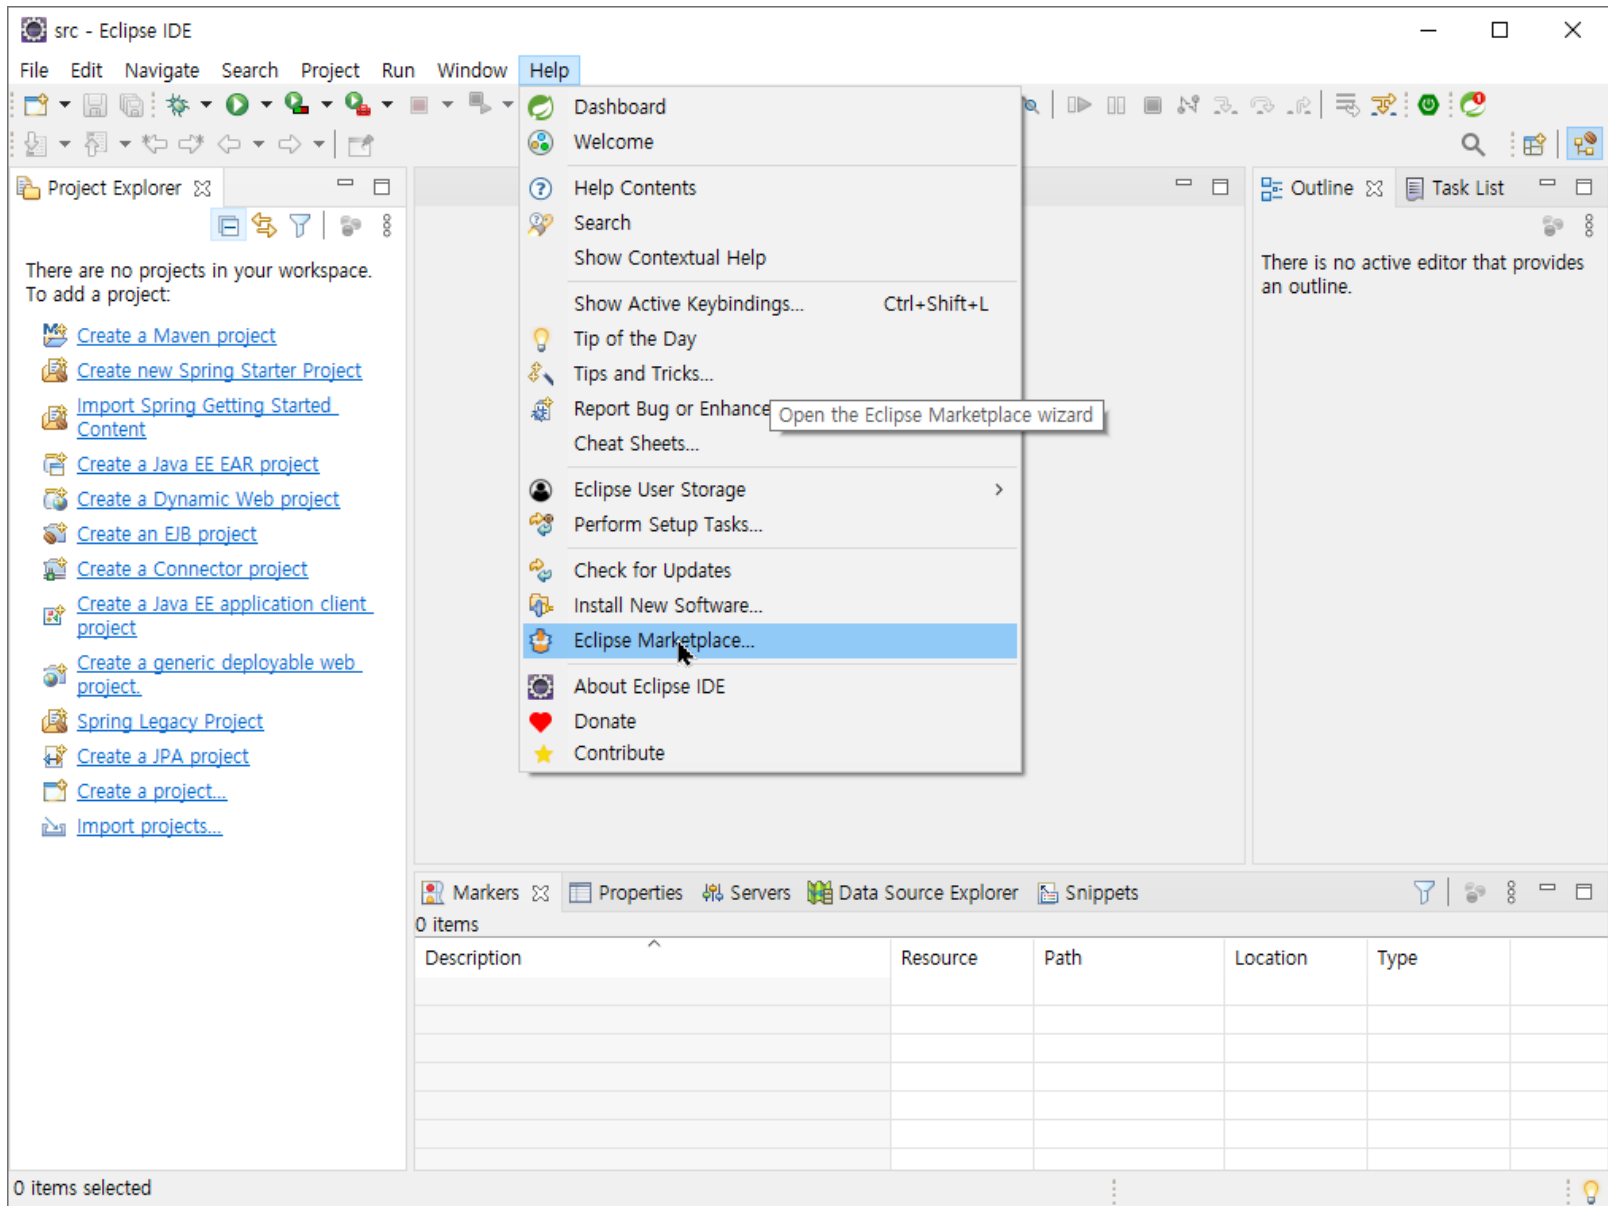 src - Eclipse IDE
File Edit Navigate Search Project Run Window Help
Dashboard
Welcome
Help Contents
Search
Show Contextual Help
Show Active Keybindings... Ctrl+Shift+L
Tip of the Day
Tips and Tricks...
Report Bug or Enhance
Open the Eclipse Marketplace wizard
Cheat Sheets...
Eclipse User Storage
Perform Setup Tasks...
Check for Updates
Install New Software...
Eclipse Marketplace...
About Eclipse IDE
Donate
Contribute
Project Explorer
There are no projects in your workspace.
To add a project:
Create a Maven project
Create new Spring Starter Project
Import Spring Getting Started
Content
Create a Java EE EAR project
Create a Dynamic Web project
Create an EJB project
Create a Connector project
Create a Java EE application client
project
Create a generic deployable web
project.
Spring Legacy Project
Create a JPA project
Create a project...
Import projects...
Outline Task List
There is no active editor that provides
an outline.
Markers Properties Servers Data Source Explorer Snippets
0 items
Description Resource Path Location Type
0 items selected